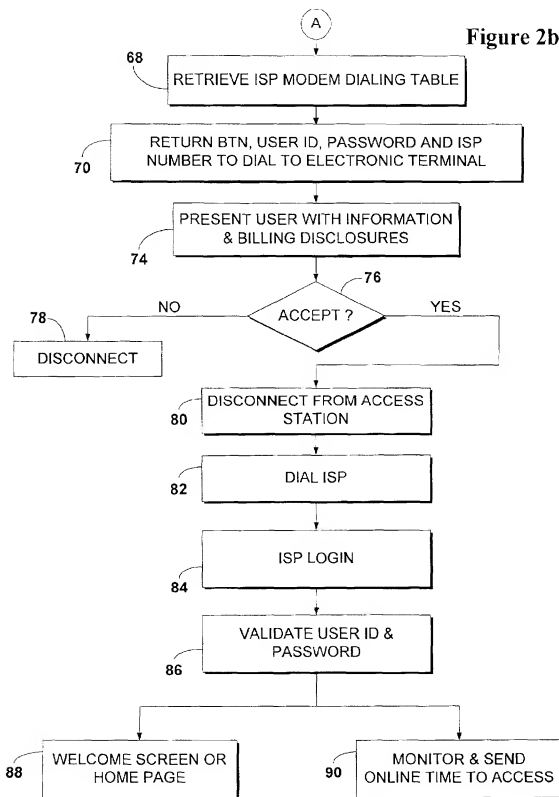 A
Figure 2b
68
RETRIEVE ISP MODEM DIALING TABLE
RETURN BTN, USER ID, PASSWORD AND ISP
NUMBER TO DIAL TO ELECTRONIC TERMINAL
70
PRESENT USER WITH INFORMATION
& BILLING DISCLOSURES
74
76
NO
ACCEPT ?
YES
78
DISCONNECT
DISCONNECT FROM ACCESS
STATION
80
DIAL ISP
82
ISP LOGIN
84
VALIDATE USER ID &
PASSWORD
86
WELCOME SCREEN OR
HOME PAGE
88
MONITOR & SEND
ONLINE TIME TO ACCESS
90